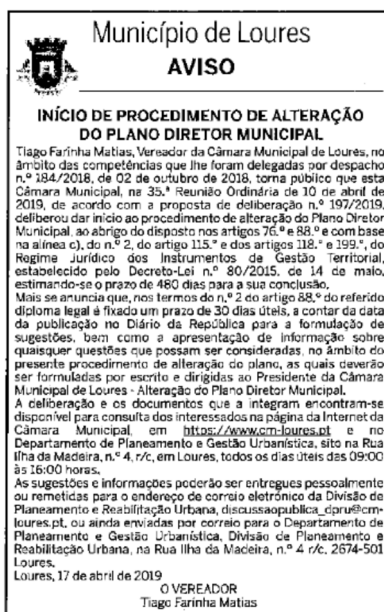 Município de Loures
AVISO
INÍCIO DE PROCEDIMENTO DE ALTERAÇÃO
DO PLANO DIRETOR MUNICIPAL
Tiago Farinha Matias, Vereador da Câmara Municipal de Loures, no
âmbito das competências que lhe foram delegadas por despacho
n.º 184/2018, de 02 de outubro de 2018, torna público que esta
Câmara Municipal, na 35.ª Reunião Ordinária de 10 de abril de
2019, de acordo com a proposta de deliberação n.º 197/2019,
deliberou dar início ao procedimento de alteração do Plano Diretor
Municipal, ao abrigo do disposto nos artigos 76.º e 88.º e com base
na alínea c), do n.º 2, do artigo 115.º e dos artigos 118.º e 199.º, do
Regime Jurídico dos Instrumentos de Gestão Territorial,
estabelecido pelo Decreto-Lei n.º 80/2015, de 14 de maio,
estimando-se o prazo de 480 dias para a sua conclusão.
Mais se anuncia que, nos termos do n.º 2 do artigo 88.º do referido
diploma legal é fixado um prazo de 30 dias úteis, a contar da data
da publicação no Diário da República para a formulação de
sugestões, bem como a apresentação de informação sobre
quaisquer questões que possam ser consideradas, no âmbito do
presente procedimento de alteração do plano, as quais deverão
ser formuladas por escrito e dirigidas ao Presidente da Câmara
Municipal de Loures - Alteração do Plano Diretor Municipal.
A deliberação e os documentos que a integram encontram-se
disponível para consulta dos interessados na página da Internet da
Câmara Municipal, em https://www.cm-loures.pt e no
Departamento de Planeamento e Gestão Urbanística, sito na Rua
Ilha da Madeira, n.º 4, r/c, em Loures, todos os dias úteis das 09:00
às 16:00 horas.
As sugestões e informações poderão ser entregues pessoalmente
ou remetidas para o endereço de correio eletrónico da Divisão de
Planeamento e Reabilitação Urbana, discussaopublica_dpru@cm-
loures.pt, ou ainda enviadas por correio para o Departamento de
Planeamento e Gestão Urbanística, Divisão de Planeamento e
Reabilitação Urbana, na Rua Ilha da Madeira, n.º 4 r/c, 2674-501
Loures.
Loures, 17 de abril de 2019
O VEREADOR
Tiago Farinha Matias